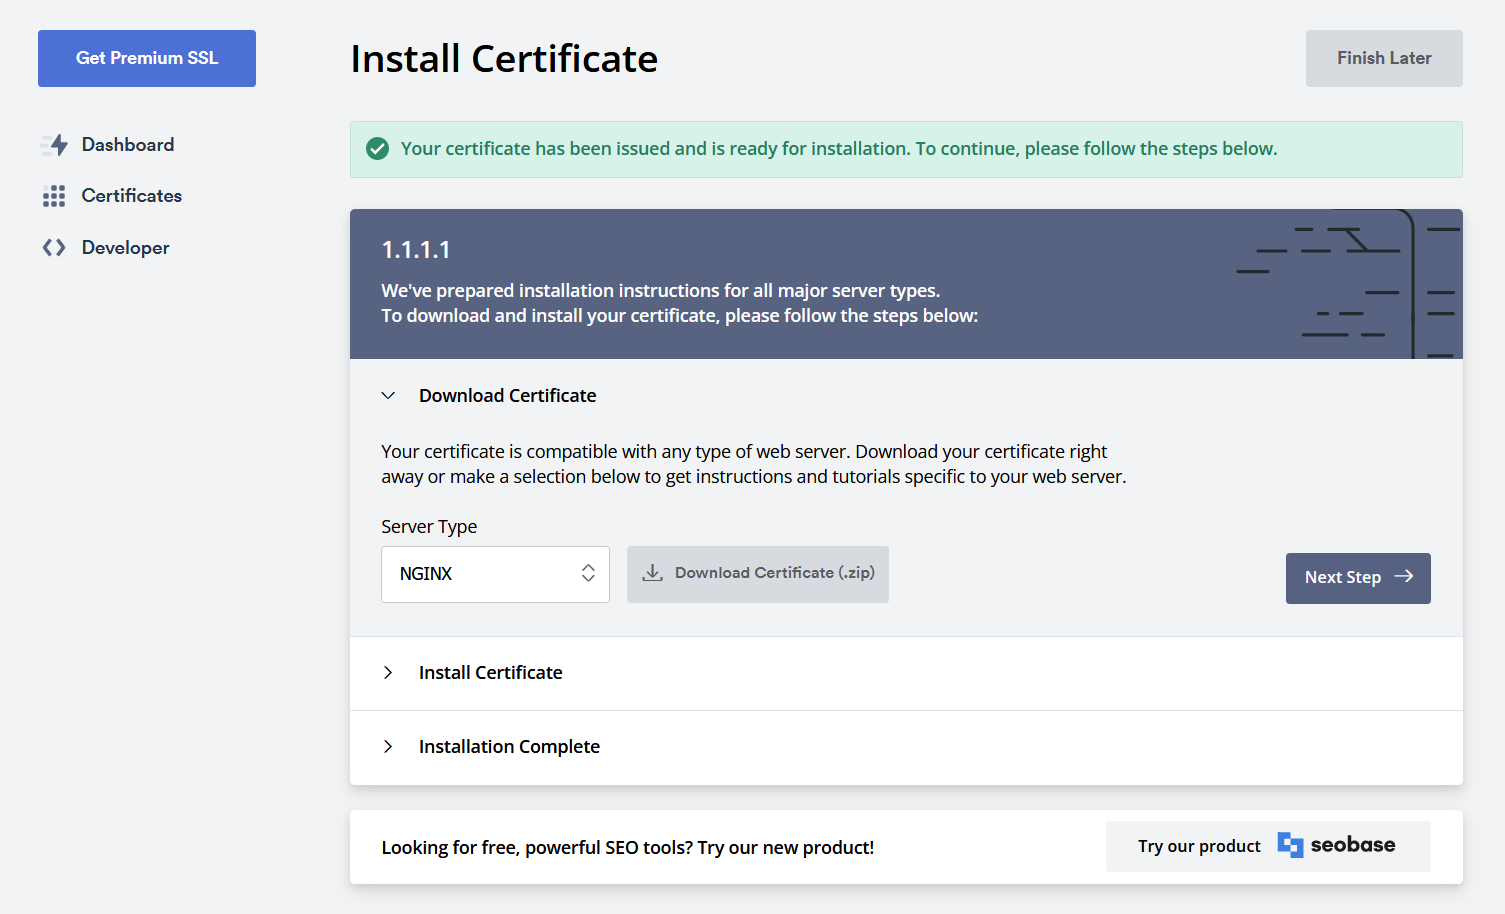 Get Premium SSL
Dashboard
Certificates
Developer
Install Certificate
Finish Later
Your certificate has been issued and is ready for installation. To continue, please follow the steps below.
1.1.1.1
We've prepared installation instructions for all major server types.
To download and install your certificate, please follow the steps below:
Download Certificate
Your certificate is compatible with any type of web server. Download your certificate right
away or make a selection below to get instructions and tutorials specific to your web server.
Server Type
NGINX
Download Certificate (.zip)
Next Step
Install Certificate
Installation Complete
Looking for free, powerful SEO tools? Try our new product!
Try our product seobase